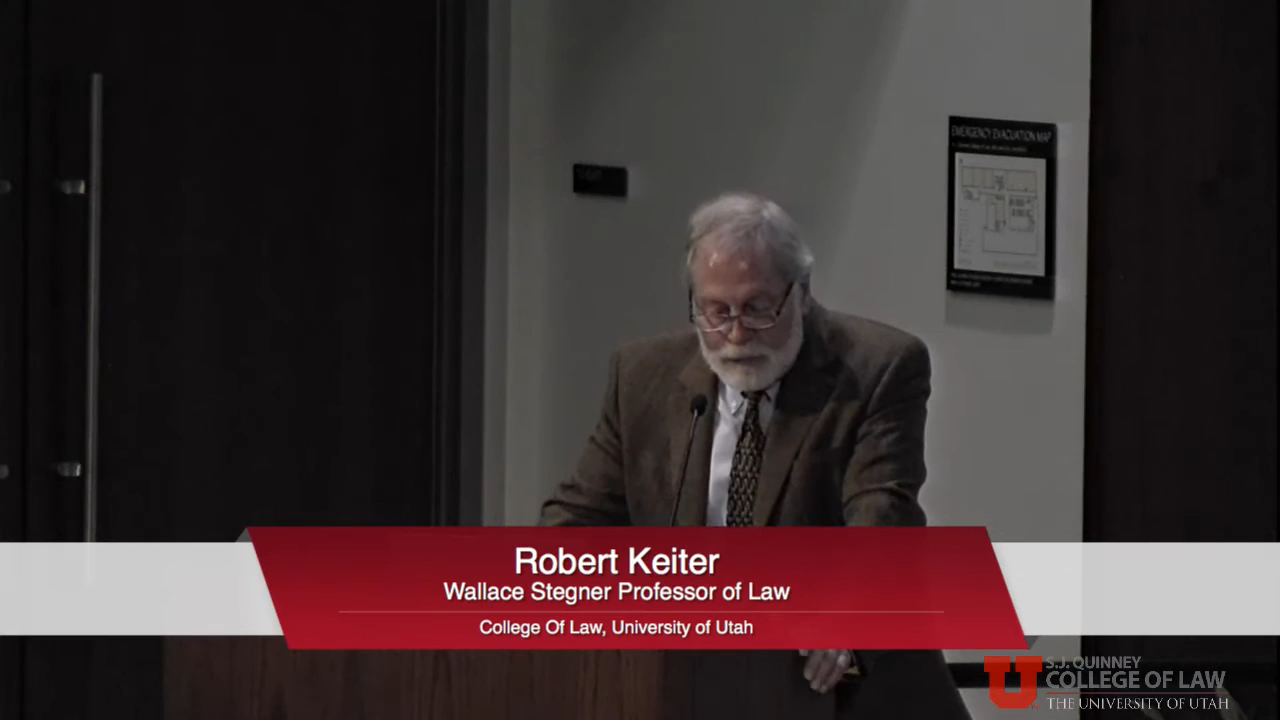 EMERGENCY EVACUATION MAP
Robert Keiter
Wallace Stegner Professor of Law
College Of Law, University of Utah
U
S.J. QUINNEY
COLLEGE OF LAW
THE UNIVERSITY OF UTAH